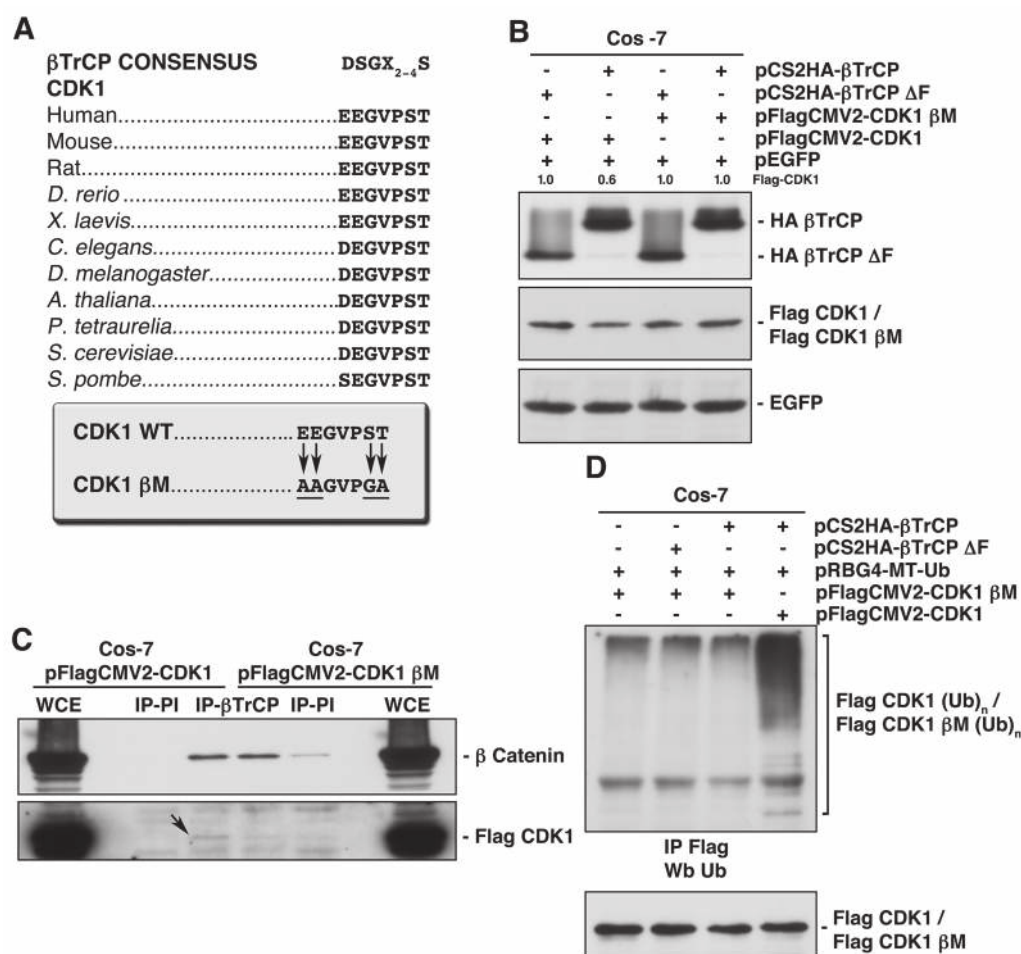 A
βTrCP CONSENSUS DSGX2-4S
CDK1
Human..............................EEGVPST
Mouse..............................EEGVPST
Rat..................................EEGVPST
D. rerio............................EEGVPST
X. laevis...........................EEGVPST
C. elegans........................DEGVPST
D. melanogaster................DEGVPST
A. thaliana........................DEGVPST
P. tetraurelia.....................DEGVPST
S. cerevisiae.....................DEGVPST
S. pombe..........................SEGVPST
CDK1 WT........................EEGVPST
CDK1 βM........................AAGVPGA
B
Cos -7
- + - + pCS2HA-βTrCP
+ - + - pCS2HA-βTrCP ΔF
- - + + pFlagCMV2-CDK1 βM
+ + - - pFlagCMV2-CDK1
+ + + + pEGFP
1.0 0.6 1.0 1.0 Flag-CDK1
- HA βTrCP
- HA βTrCP ΔF
- Flag CDK1 /
Flag CDK1 βM
- EGFP
C
Cos-7 Cos-7
pFlagCMV2-CDK1 pFlagCMV2-CDK1 βM
WCE IP-PI IP-βTrCP IP-PI WCE
- β Catenin
- Flag CDK1
D
Cos-7
- - + + pCS2HA-βTrCP
- + - - pCS2HA-βTrCP ΔF
+ + + + pRBG4-MT-Ub
+ + + - pFlagCMV2-CDK1 βM
- - - + pFlagCMV2-CDK1
Flag CDK1 (Ub)n /
Flag CDK1 βM (Ub)n
IP Flag
Wb Ub
- Flag CDK1 /
Flag CDK1 βM